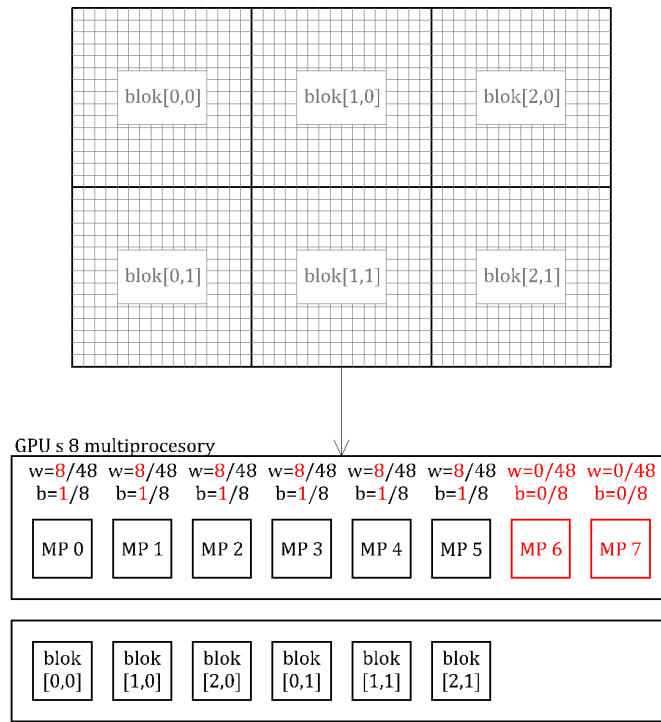 blok[0,0] blok[1,0] blok[2,0]
blok[0,1] blok[1,1] blok[2,1]
GPU s 8 multiprocesory
w=8/48 w=8/48 w=8/48 w=8/48 w=8/48 w=8/48 w=0/48 w=0/48
b=1/8 b=1/8 b=1/8 b=1/8 b=1/8 b=1/8 b=0/8 b=0/8
MP 0 MP 1 MP 2 MP 3 MP 4 MP 5 MP 6 MP 7
blok blok blok blok blok blok
[0,0] [1,0] [2,0] [0,1] [1,1] [2,1]